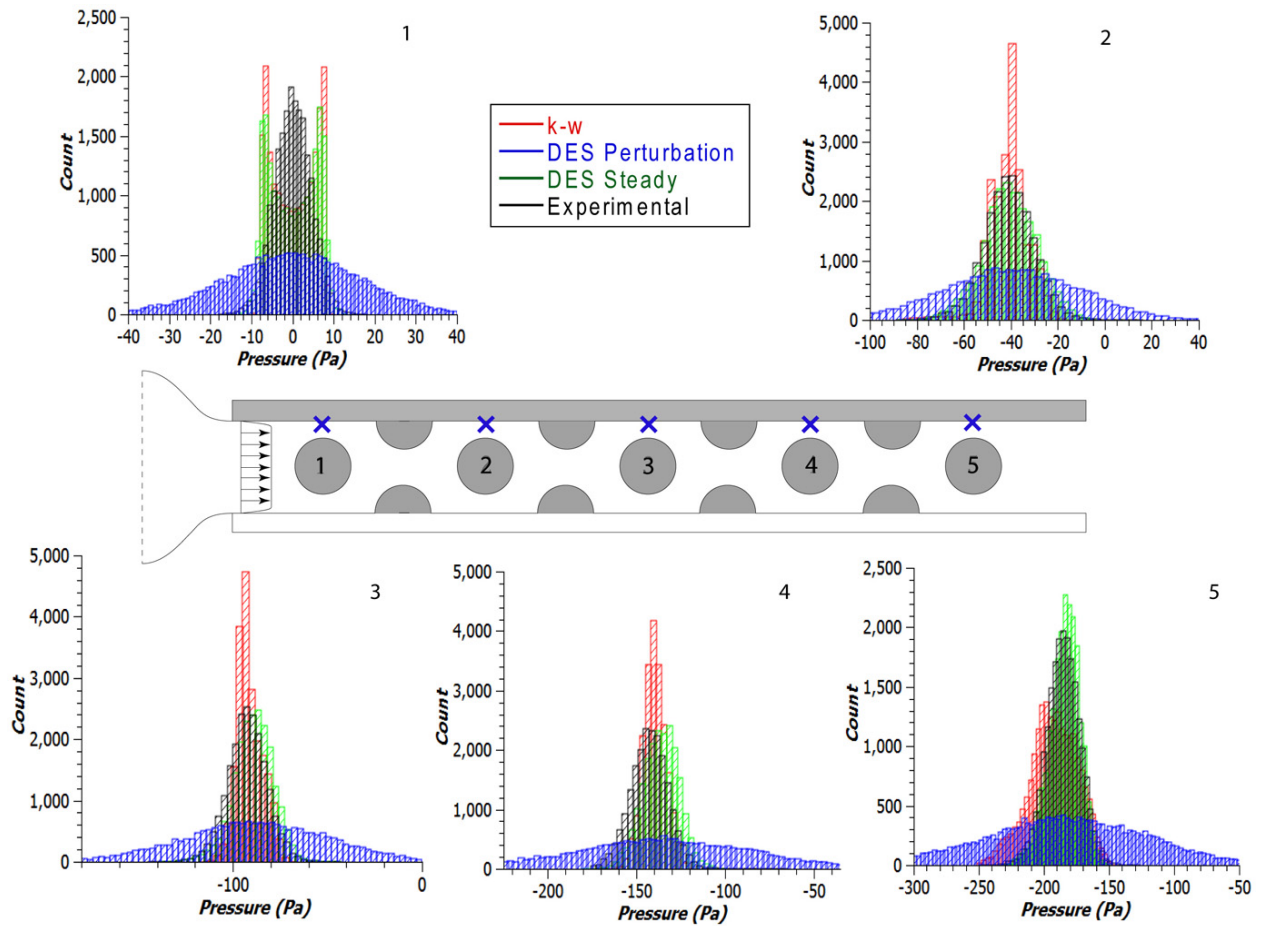 2,500
2,000
1,500
1,000
500
0
Count
-40 -30 -20 -10 0 10 20 30 40
Pressure (Pa)
1
k-w
DES Perturbation
DES Steady
Experimental
5,000
4,000
3,000
2,000
1,000
0
Count
-100 -80 -60 -40 -20 0 20 40
Pressure (Pa)
2
1 2 3 4 5
5,000
4,000
3,000
2,000
1,000
0
Count
-100 0
Pressure (Pa)
3
5,000
4,000
3,000
2,000
1,000
0
Count
-200 -150 -100 -50
Pressure (Pa)
4
2,500
2,000
1,500
1,000
500
0
Count
-300 -250 -200 -150 -100 -50
Pressure (Pa)
5